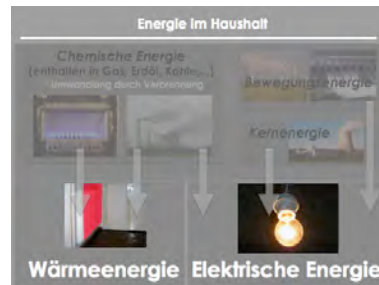 Energie im Haushalt
Chemische Energie
(enthalten in Gas, Erdöl, Kohle,...)
Umwandlung durch Verbrennung
Bewegungsenergie
Kernenergie
Wärmeenergie
Elektrische Energie